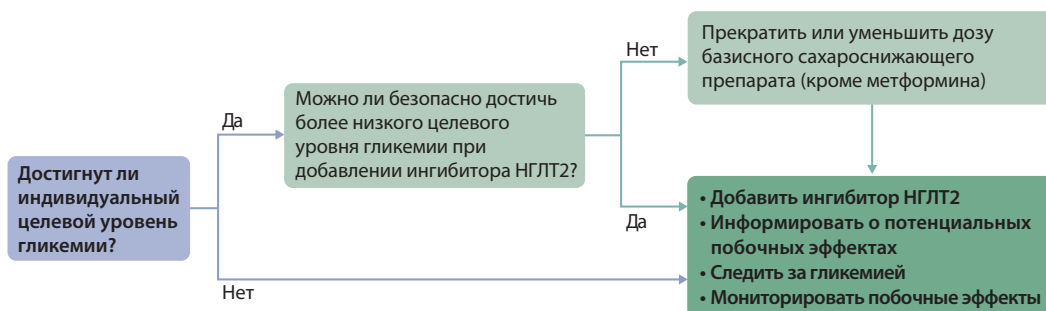 Достигнут ли
индивидуальный
целевой уровень
гликемии?
Да
Нет
Можно ли безопасно достичь
более низкого целевого
уровня гликемии при
добавлении ингибитора НГЛТ2?
Нет
Да
Прекратить или уменьшить дозу
базисного сахароснижающего
препарата (кроме метформина)
• Добавить ингибитор НГЛТ2
• Информировать о потенциальных
побочных эффектах
• Следить за гликемией
• Мониторировать побочные эффекты